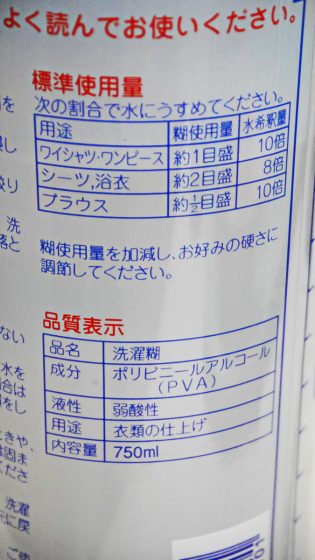 よく読んでお使いください。
標準使用量
次の割合で水にうすめてください。
用途 糊使用量 水希釈量
ワイシャツ・ワンピース 約1目盛 10倍
シーツ,浴衣 約2目盛 8倍
ブラウス 約½目盛 10倍
糊使用量を加減し、お好みの硬さに
調節してください。
品質表示
品名 洗濯糊
成分 ポリビニールアルコール
(PVA)
液性 弱酸性
用途 衣類の仕上げ
内容量 750ml